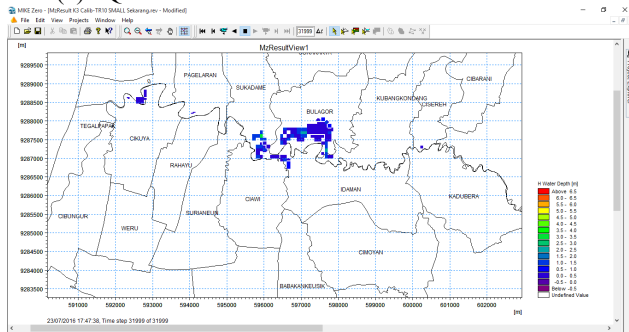 MIKE Zero - [MzResult K3 Calib-TR10 SMALL Sekarang.rev - Modified]
File Edit View Projects Window Help
31999
MzResultView1
[m]
9289500
9289000
9288500
9288000
9287500
9287000
9286500
9286000
9285500
9285000
9284500
9284000
9283500
PAGELARAN
SUKADAME
CIBARANI
KUBANGKONDANG
CISEREH
BULAGOR
TEGALPAPAK
CIKUYA
RAHAYU
IDAMAN
CIAWI
KADUBERA
CIBUNGUR
SURIANEUN
WERU
CIMOYAN
BABAKANKEUSIK
H Water Depth [m]
Above 6.5
6.0 - 6.5
5.5 - 6.0
5.0 - 5.5
4.5 - 5.0
4.0 - 4.5
3.5 - 4.0
3.0 - 3.5
2.5 - 3.0
2.0 - 2.5
1.5 - 2.0
1.0 - 1.5
0.5 - 1.0
0.0 - 0.5
-0.5 - 0.0
Below -0.5
Undefined Value
591000 592000 593000 594000 595000 596000 597000 598000 599000 600000 601000 602000
[m]
23/07/2016 17:47:38, Time step 31999 of 31999